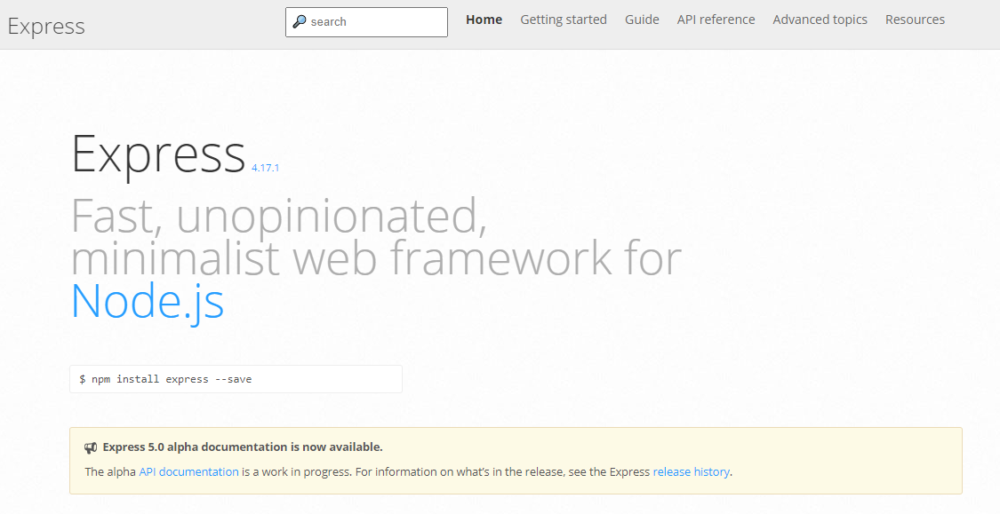 Express
search
Home Getting started Guide API reference Advanced topics Resources
Express 4.17.1
Fast, unopinionated,
minimalist web framework for
Node.js
$ npm install express --save
Express 5.0 alpha documentation is now available.
The alpha API documentation is a work in progress. For information on what’s in the release, see the Express release history.